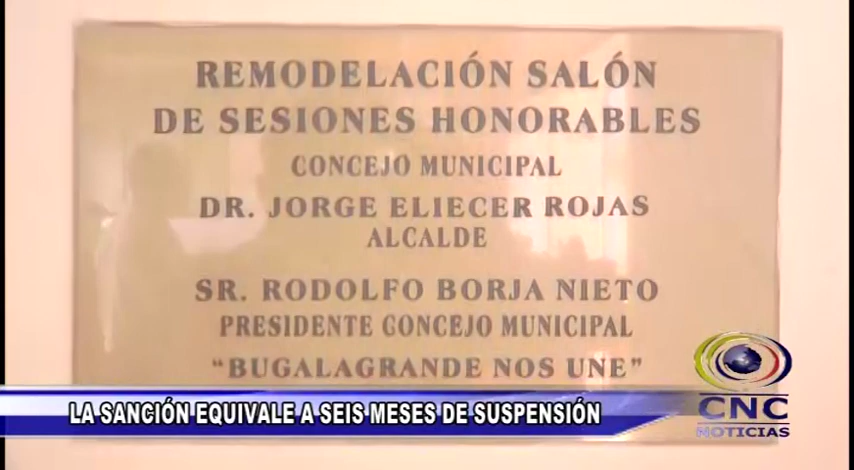 REMODELACIÓN SALÓN
DE SESIONES HONORABLES
CONCEJO MUNICIPAL
DR. JORGE ELIECER ROJAS
ALCALDE
SR. RODOLFO BORJA NIETO
PRESIDENTE CONCEJO MUNICIPAL
"BUGALAGRANDE NOS UNE"
LA SANCIÓN EQUIVALE A SEIS MESES DE SUSPENSIÓN
CNC
NOTICIAS